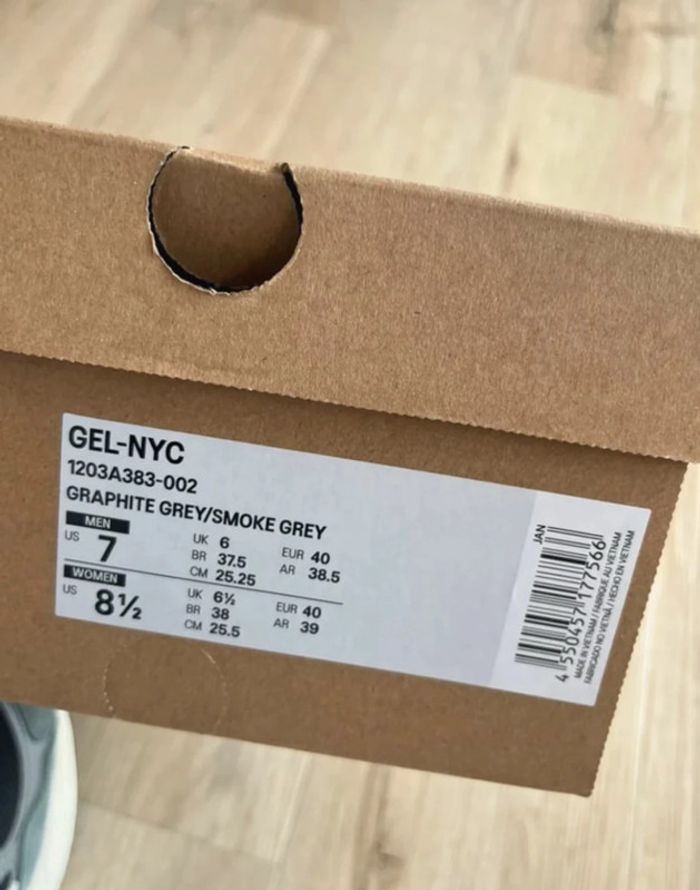 GEL-NYC
1203A383-002
GRAPHITE GREY/SMOKE GREY
MEN
US 7
UK 6
BR 37.5
CM 25.25
EUR 40
AR 38.5
WOMEN
US 8½
UK 6½
BR 38
CM 25.5
EUR 40
AR 39
JAN
4 550457 177566
MADE IN VIETNAM / FABRIQUÉ AU VIETNAM
FABRICADO NO VIETNÃ / HECHO EN VIETNAM